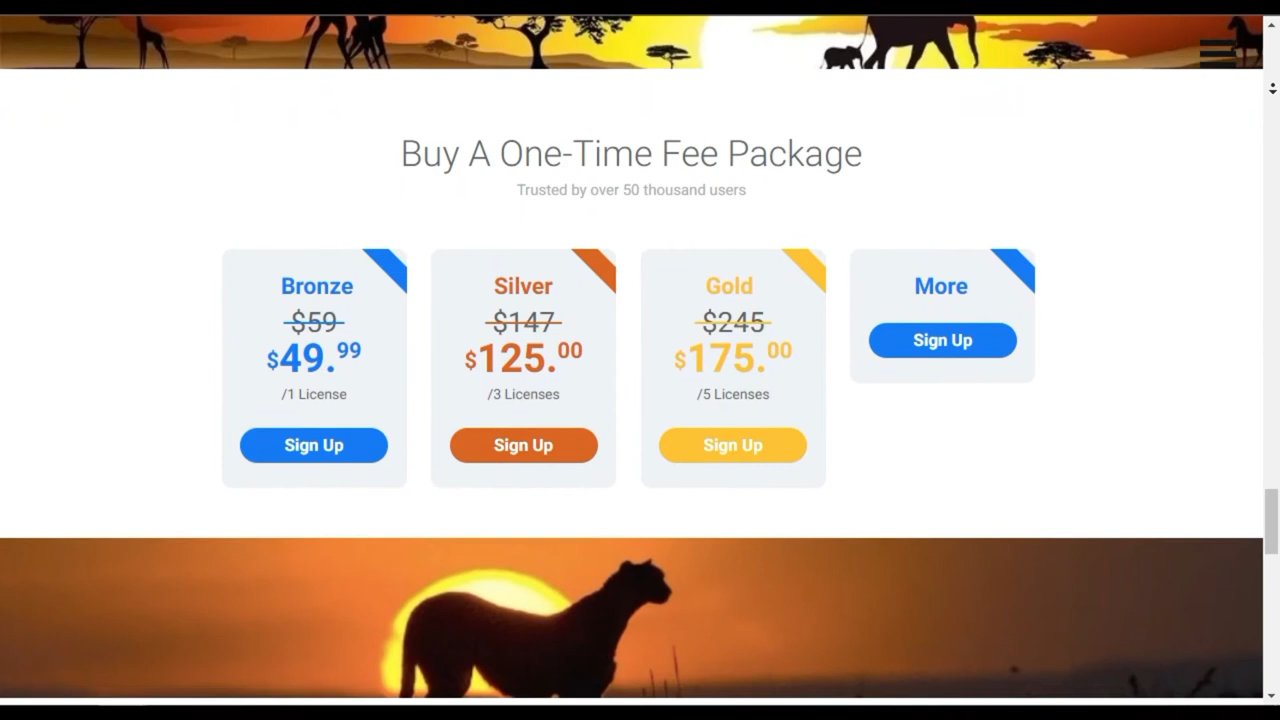 Buy A One-Time Fee Package
Trusted by over 50 thousand users
Bronze
$59
$49.99
/1 License
Sign Up
Silver
$147
$125.00
/3 Licenses
Sign Up
Gold
$245
$175.00
/5 Licenses
Sign Up
More
Sign Up